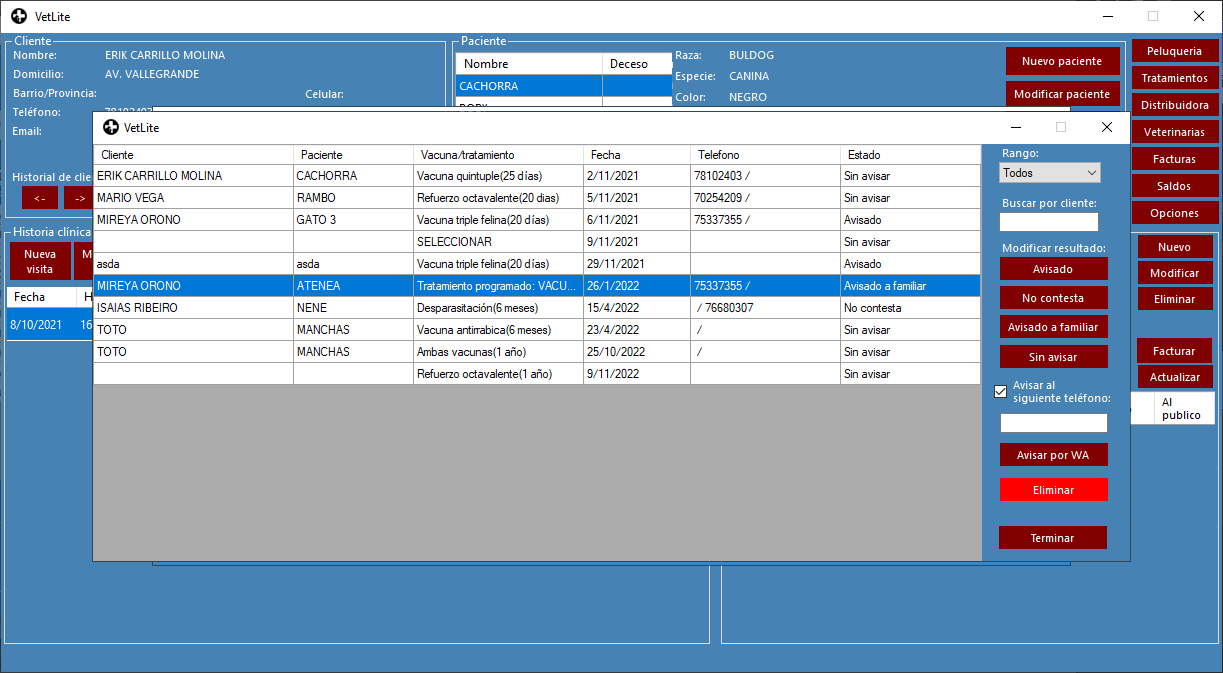 VetLite
Cliente
Nombre: ERIK CARRILLO MOLINA
Domicilio: AV. VALLEGRANDE
Barrio/Provincia:
Celular:
Teléfono: 78102403
Email:
Historial de
<- ->
Paciente
Nombre Deceso
CACHORRA
Raza: BULDOG
Especie: CANINA
Color: NEGRO
Nuevo paciente
Modificar paciente
Peluqueria
Tratamientos
Distribuidora
Veterinarias
Facturas
Saldos
Opciones
Historia clínica
Nueva visita
Fecha
8/10/2021 16
Nuevo
Modificar
Eliminar
Facturar
Actualizar
Al publico
VetLite
Cliente Paciente Vacuna/tratamiento Fecha Telefono Estado
ERIK CARRILLO MOLINA CACHORRA Vacuna quintuple(25 días) 2/11/2021 78102403 / Sin avisar
MARIO VEGA RAMBO Refuerzo octavalente(20 dias) 5/11/2021 70254209 / Sin avisar
MIREYA ORONO GATO 3 Vacuna triple felina(20 días) 6/11/2021 75337355 / Avisado
SELECCIONAR 9/11/2021 Sin avisar
asda asda Vacuna triple felina(20 días) 29/11/2021 Avisado
MIREYA ORONO ATENEA Tratamiento programado: VACU... 26/1/2022 75337355 / Avisado a familiar
ISAIAS RIBEIRO NENE Desparasitación(6 meses) 15/4/2022 / 76680307 No contesta
TOTO MANCHAS Vacuna antirrabica(6 meses) 23/4/2022 / Sin avisar
TOTO MANCHAS Ambas vacunas(1 año) 25/10/2022 / Sin avisar
Refuerzo octavalente(1 año) 9/11/2022 Sin avisar
Rango:
Todos
Buscar por cliente:
Modificar resultado:
Avisado
No contesta
Avisado a familiar
Sin avisar
Avisar al
siguiente teléfono:
Avisar por WA
Eliminar
Terminar